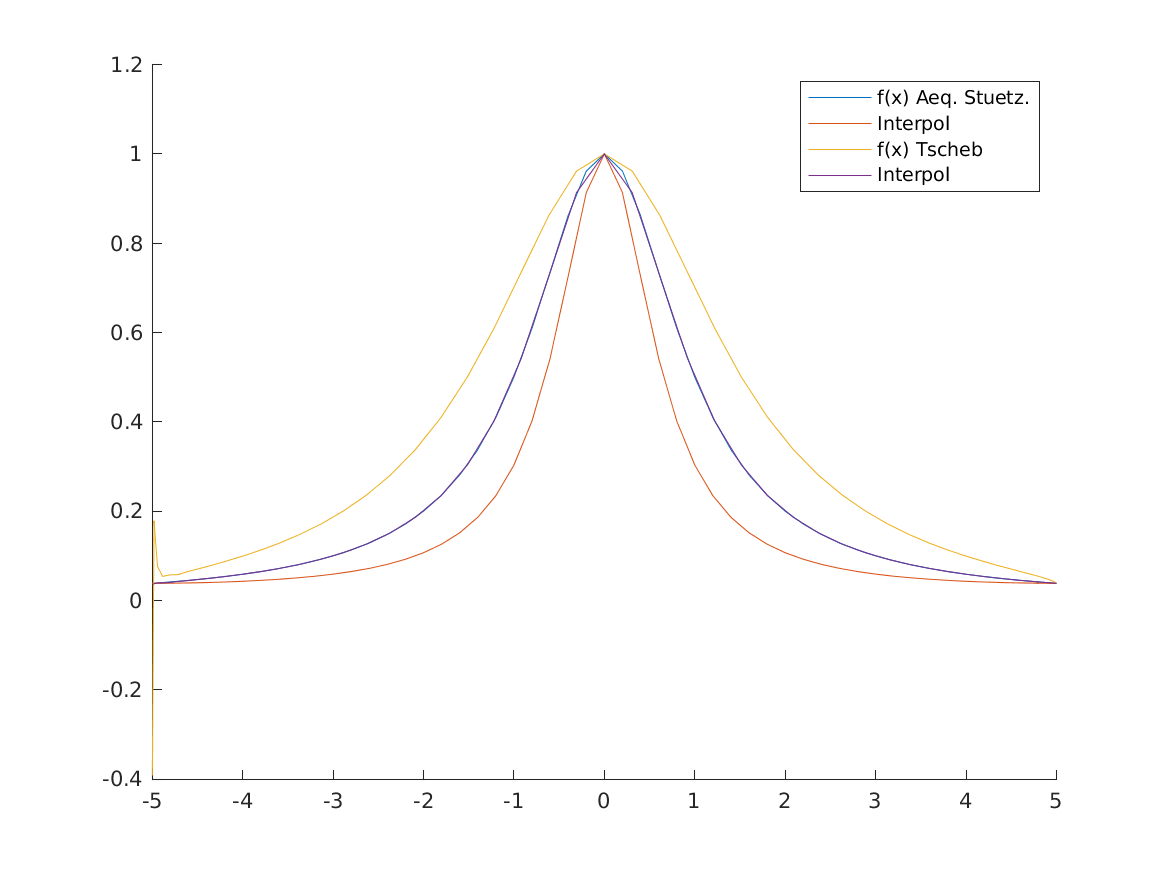 1.2
1
0.8
0.6
0.4
0.2
0
-0.2
-0.4
-5 -4 -3 -2 -1 0 1 2 3 4 5
f(x) Aeq. Stuetz.
Interpol
f(x) Tscheb
Interpol